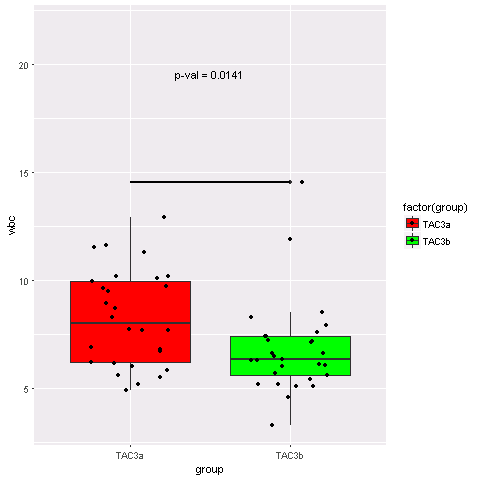 p-val = 0.0141
wbc
20
15
10
5
TAC3a
TAC3b
group
factor(group)
TAC3a
TAC3b